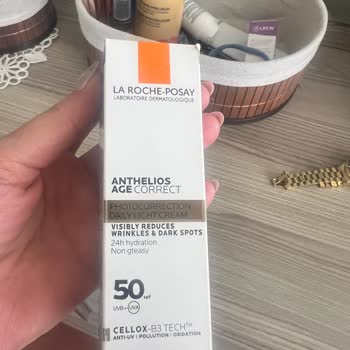 LA ROCHE-POSAY
LABORATOIRE DERMATOLOGIQUE
ANTHELIOS
AGE CORRECT
PHOTOCORRECTION
DAILY LIGHT CREAM
VISIBLY REDUCES
WRINKLES & DARK SPOTS
24h hydration
Non greasy
50 spf
UVB+ UVA
CELLOX-B3 TECH™
ANTI-UV | POLLUTION | OXIDATION